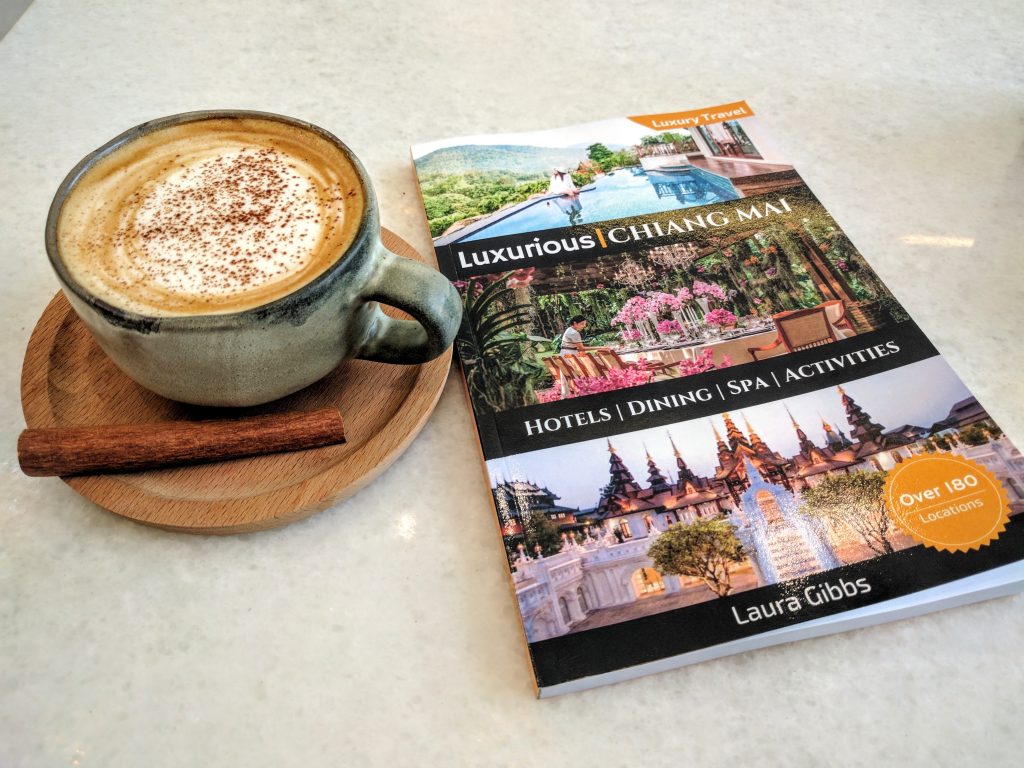 Luxury Travel
Luxurious|CHIANG MAI
HOTELS | DINING | SPA | ACTIVITIES
Over 180
Locations
Laura Gibbs